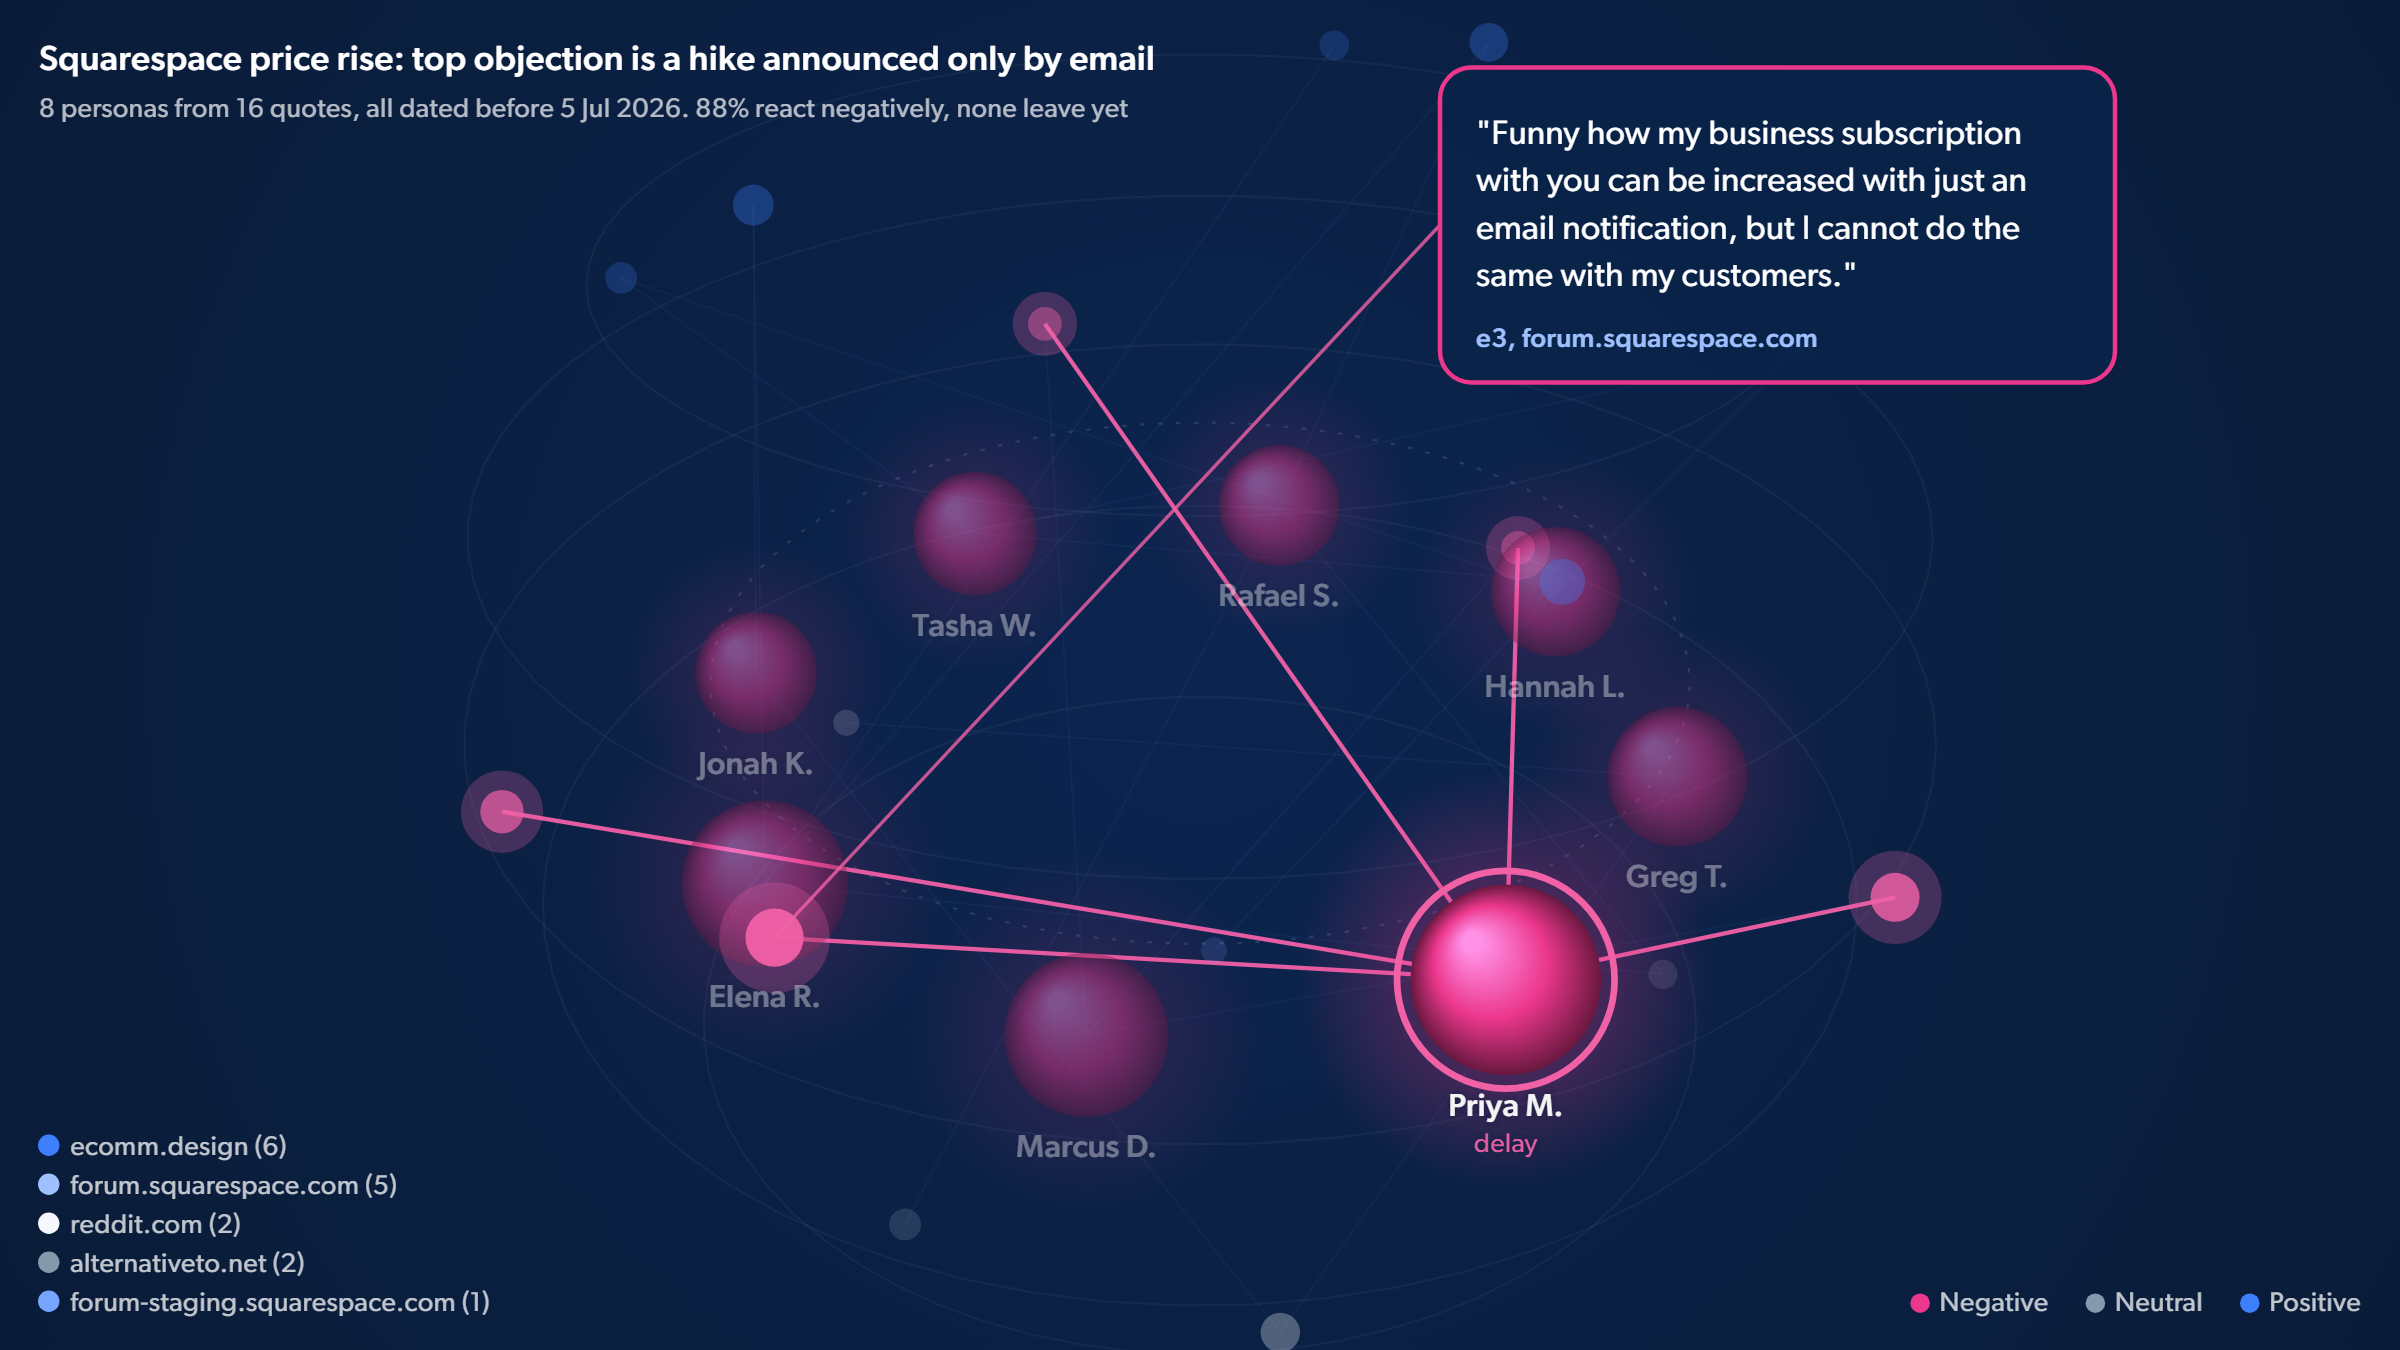 Squarespace price rise: top objection is a hike announced only by email
8 personas from 16 quotes, all dated before 5 Jul 2026. 88% react negatively, none leave yet
"Funny how my business subscription
with you can be increased with just an
email notification, but I cannot do the
same with my customers."
e3, forum.squarespace.com
Tasha W.
Rafael S.
Hannah L.
Jonah K.
Greg T.
Elena R.
Marcus D.
Priya M.
delay
ecomm.design (6)
forum.squarespace.com (5)
reddit.com (2)
alternativeto.net (2)
forum-staging.squarespace.com (1)
Negative
Neutral
Positive